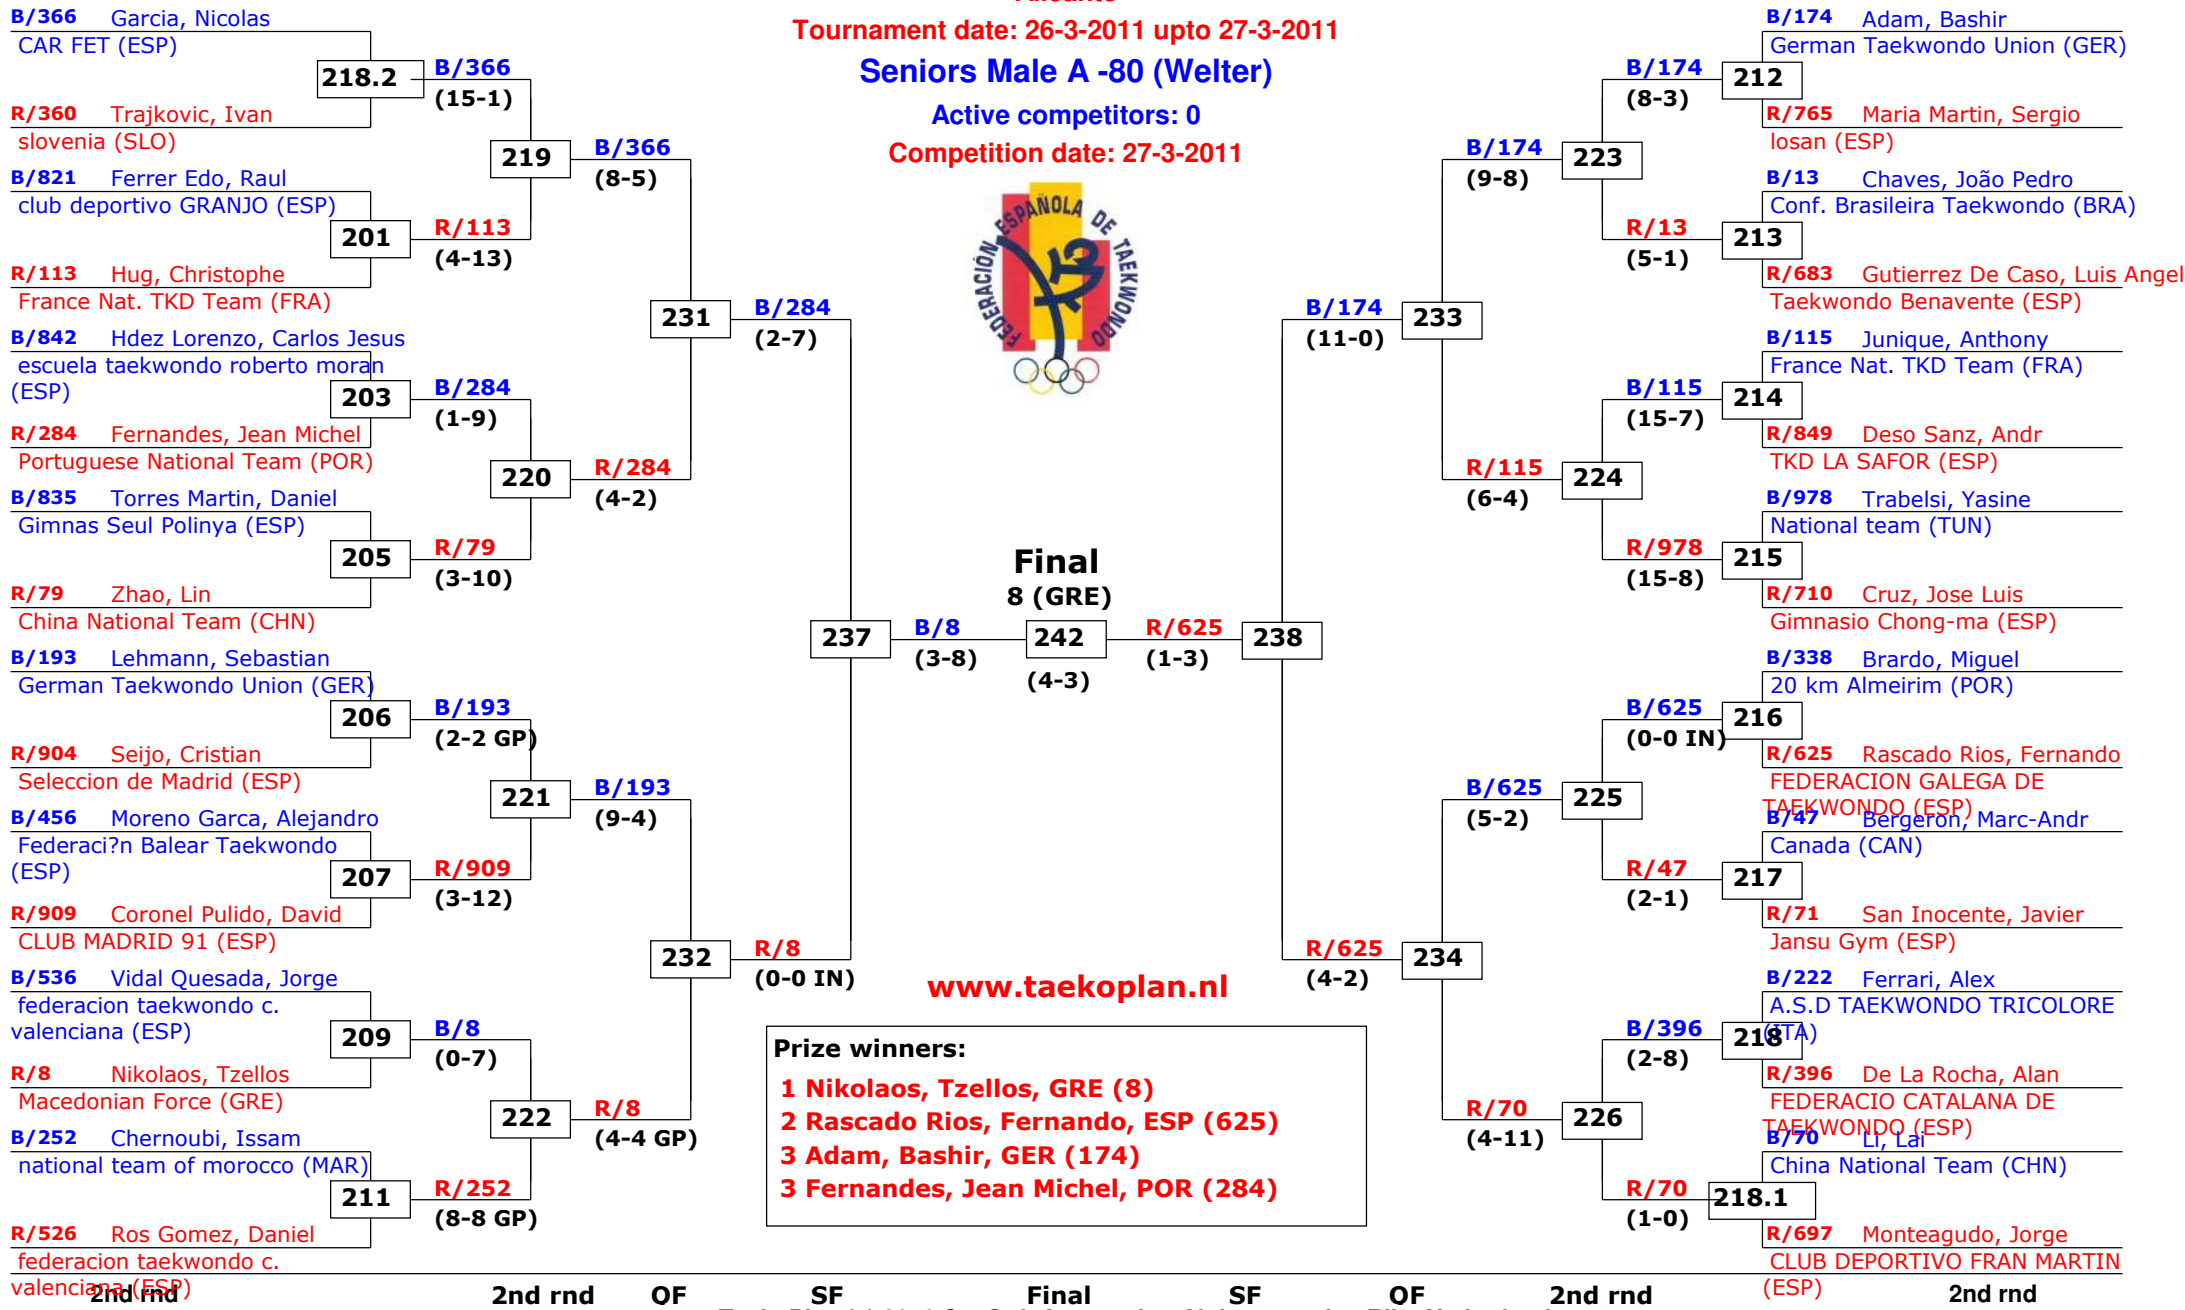 Tournament date: 26-3-2011 upto 27-3-2011
Seniors Male A -80 (Welter)
Active competitors: 0
Competition date: 27-3-2011
FEDERACIÓN ESPAÑOLA DE TAEKWONDO
B/366 Garcia, Nicolas
CAR FET (ESP)
218.2
R/360 Trajkovic, Ivan
slovenia (SLO)
B/821 Ferrer Edo, Raul
club deportivo GRANJO (ESP)
201
R/113 Hug, Christophe
France Nat. TKD Team (FRA)
B/842 Hdez Lorenzo, Carlos Jesus
escuela taekwondo roberto moran
(ESP)
203
R/284 Fernandes, Jean Michel
Portuguese National Team (POR)
B/835 Torres Martin, Daniel
Gimnas Seul Polinya (ESP)
205
R/79 Zhao, Lin
China National Team (CHN)
B/193 Lehmann, Sebastian
German Taekwondo Union (GER)
206
R/904 Seijo, Cristian
Seleccion de Madrid (ESP)
B/456 Moreno Garca, Alejandro
Federaci?n Balear Taekwondo
(ESP)
207
R/909 Coronel Pulido, David
CLUB MADRID 91 (ESP)
B/536 Vidal Quesada, Jorge
federacion taekwondo c.
valenciana (ESP)
209
R/8 Nikolaos, Tzellos
Macedonian Force (GRE)
B/252 Chernoubi, Issam
national team of morocco (MAR)
211
R/526 Ros Gomez, Daniel
federacion taekwondo c.
valenciana (ESP)
B/366
(15-1)
219
R/113
(4-13)
B/284
(1-9)
220
R/79
(3-10)
B/193
(2-2 GP)
221
R/909
(3-12)
B/8
(0-7)
222
R/252
(8-8 GP)
B/366
(8-5)
231
R/284
(4-2)
B/193
(9-4)
232
R/8
(4-4 GP)
B/284
(2-7)
237
R/8
(0-0 IN)
B/8
(3-8)
Final
8 (GRE)
242
(4-3)
R/625
(1-3)
238
B/174
(11-0)
233
R/625
(4-2)
234
B/174
(9-8)
223
R/115
(6-4)
224
B/625
(5-2)
225
R/70
(4-11)
226
B/174
(8-3)
R/13
(5-1)
B/115
(15-7)
R/978
(15-8)
B/625
(0-0 IN)
R/47
(2-1)
B/396
(2-8)
R/70
(1-0)
B/174 Adam, Bashir
German Taekwondo Union (GER)
212
R/765 Maria Martin, Sergio
losan (ESP)
B/13 Chaves, João Pedro
Conf. Brasileira Taekwondo (BRA)
213
R/683 Gutierrez De Caso, Luis Angel
Taekwondo Benavente (ESP)
B/115 Junique, Anthony
France Nat. TKD Team (FRA)
214
R/849 Deso Sanz, Andr
TKD LA SAFOR (ESP)
B/978 Trabelsi, Yasine
National team (TUN)
215
R/710 Cruz, Jose Luis
Gimnasio Chong-ma (ESP)
B/338 Brardo, Miguel
20 km Almeirim (POR)
216
R/625 Rascado Rios, Fernando
FEDERACION GALEGA DE
TAEKWONDO (ESP)
B/47 Bergeron, Marc-Andr
Canada (CAN)
217
R/71 San Inocente, Javier
Jansu Gym (ESP)
B/222 Ferrari, Alex
A.S.D TAEKWONDO TRICOLORE
(ITA)
218
R/396 De La Rocha, Alan
FEDERACIO CATALANA DE
TAEKWONDO (ESP)
B/70 Li, Lai
China National Team (CHN)
218.1
R/697 Monteagudo, Jorge
CLUB DEPORTIVO FRAN MARTIN
(ESP)
www.taekoplan.nl
Prize winners:
1 Nikolaos, Tzellos, GRE (8)
2 Rascado Rios, Fernando, ESP (625)
3 Adam, Bashir, GER (174)
3 Fernandes, Jean Michel, POR (284)
2nd rnd 2nd rnd QF SF Final SF QF 2nd rnd 2nd rnd